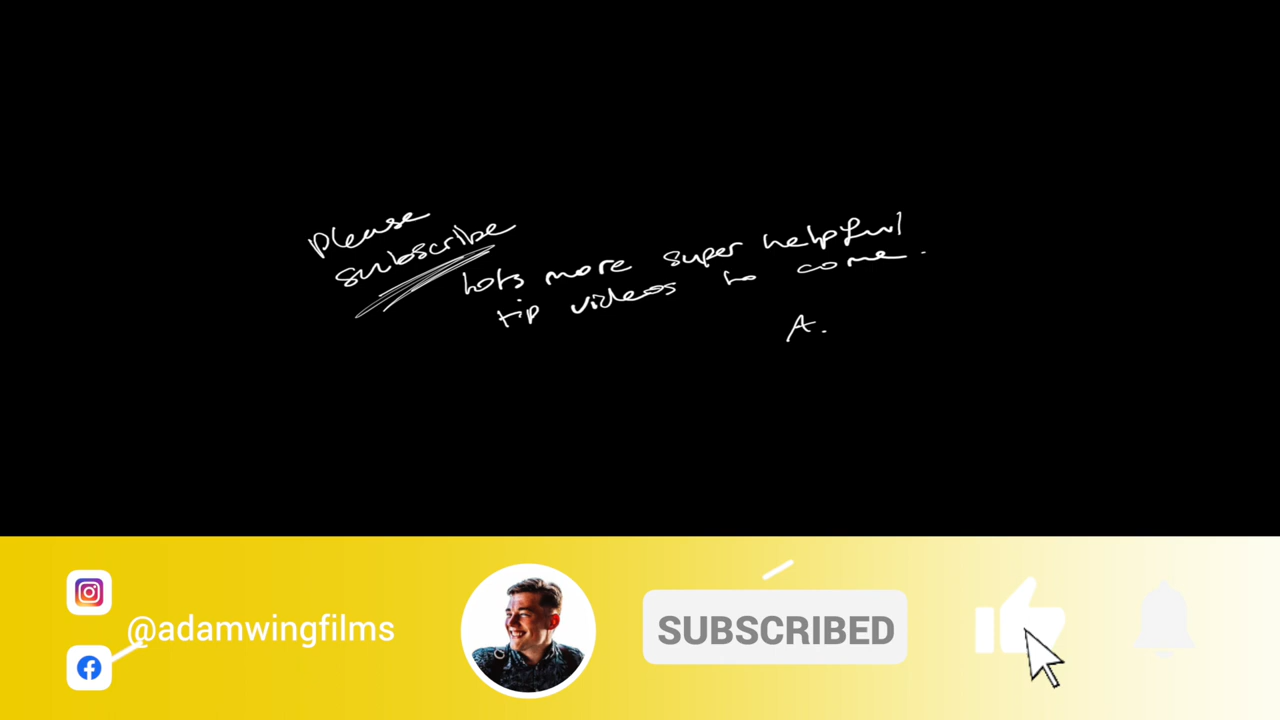 please
subscribe
lots more super helpful
tip videos to come.
A.
@adamwingfilms
SUBSCRIBED